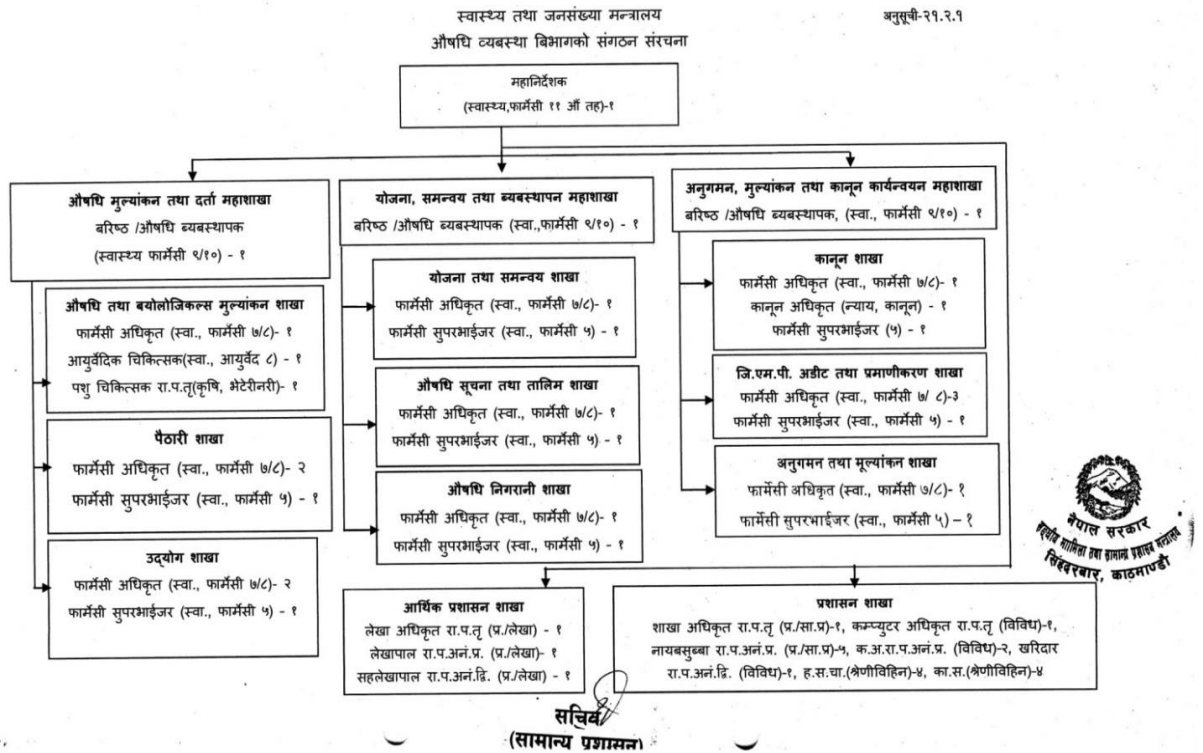 स्वास्थ्य तथा जनसंख्या मन्त्रालय
अनुसूची-२१.२.१
औषधि व्यबस्था बिभागको संगठन संरचना
महानिर्देशक
(स्वास्थ्य,फार्मेसी ११ औं तह)-१
औषधि मुल्यांकन तथा दर्ता महाशाखा
बरिष्ठ /औषधि ब्यबस्थापक
(स्वास्थ्य फार्मेसी ९/१०) - १
औषधि तथा बयोलोजिकल्स मुल्यांकन शाखा
फार्मेसी अधिकृत (स्वा., फार्मेसी ७/८)- १
आयुर्वेदिक चिकित्सक(स्वा., आयुर्वेद ८) - १
पशु चिकित्सक रा.प.तृ(कृषि, भेटेरीनरी)- १
पैठारी शाखा
फार्मेसी अधिकृत (स्वा., फार्मेसी ७/८)- २
फार्मेसी सुपरभाईजर (स्वा., फार्मेसी ५) - १
उद्योग शाखा
फार्मेसी अधिकृत (स्वा., फार्मेसी ७/८)- २
फार्मेसी सुपरभाईजर (स्वा., फार्मेसी ५) - १
योजना, समन्वय तथा ब्यबस्थापन महाशाखा
बरिष्ठ /औषधि ब्यबस्थापक (स्वा.,फार्मेसी ९/१०) - १
योजना तथा समन्वय शाखा
फार्मेसी अधिकृत (स्वा., फार्मेसी ७/८)- १
फार्मेसी सुपरभाईजर (स्वा., फार्मेसी ५) - १
औषधि सूचना तथा तालिम शाखा
फार्मेसी अधिकृत (स्वा., फार्मेसी ७/८)- १
फार्मेसी सुपरभाईजर (स्वा., फार्मेसी ५) - १
औषधि निगरानी शाखा
फार्मेसी अधिकृत (स्वा., फार्मेसी ७/८)- १
फार्मेसी सुपरभाईजर (स्वा., फार्मेसी ५) - १
अनुगमन, मुल्यांकन तथा कानून कार्यन्वयन महाशाखा
बरिष्ठ /औषधि ब्यबस्थापक, (स्वा., फार्मेसी ९/१०) - १
कानून शाखा
फार्मेसी अधिकृत (स्वा., फार्मेसी ७/८)- १
कानून अधिकृत (न्याय, कानून) - १
फार्मेसी सुपरभाईजर (५) - १
जि.एम.पी. अडीट तथा प्रमाणीकरण शाखा
फार्मेसी अधिकृत (स्वा., फार्मेसी ७/ ८)-३
फार्मेसी सुपरभाईजर (स्वा., फार्मेसी ५) - १
अनुगमन तथा मूल्यांकन शाखा
फार्मेसी अधिकृत (स्वा., फार्मेसी ७/८)- १
फार्मेसी सुपरभाईजर (स्वा., फार्मेसी ५) – १
आर्थिक प्रशासन शाखा
लेखा अधिकृत रा.प.तृ (प्र./लेखा) - १
लेखापाल रा.प.अनं.प्र. (प्र./लेखा)- १
सहलेखापाल रा.प.अनं.द्वि. (प्र./लेखा) - १
प्रशासन शाखा
शाखा अधिकृत रा.प.तृ (प्र./सा.प्र)-१, कम्प्युटर अधिकृत रा.प.तृ (विविध)-१,
नायबसुब्बा रा.प.अनं.प्र. (प्र./सा.प्र)-५, क.अ.रा.प.अनं.प्र. (विविध)-२, खरिदार
रा.प.अनं.द्वि. (विविध)-१, ह.स.चा.(श्रेणीविहिन)-४, का.स.(श्रेणीविहिन)-४
नेपाल सरकार
मामिला तथा सामान्य प्रशासन मन्त्रालय
सिंहदरबार, काठमाण्डौ
सचिव
(सामान्य प्रशासन)